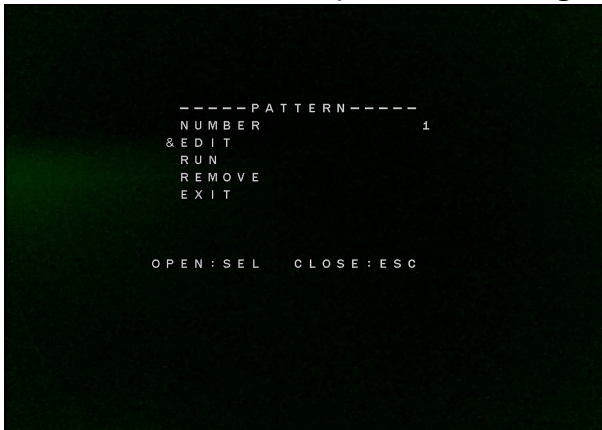 -----PATTERN-----
NUMBER 1
&EDIT
RUN
REMOVE
EXIT
OPEN:SEL CLOSE:ESC